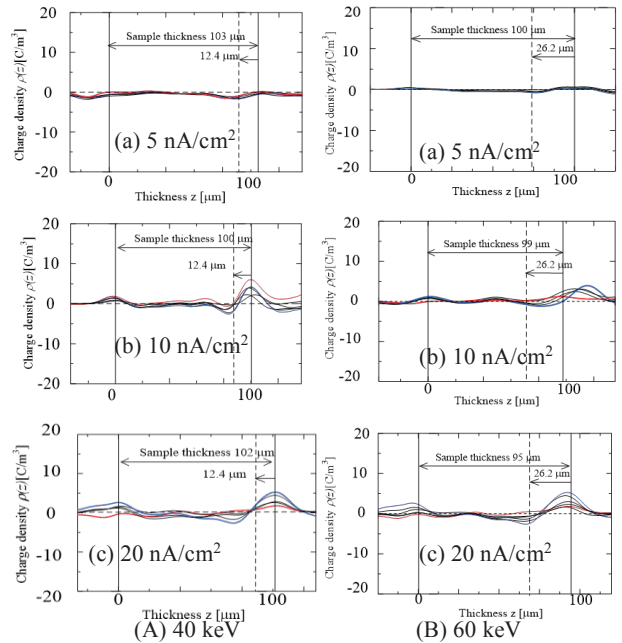 20
Sample thickness 103 μm
12.4 μm
10
0
-10
-20
Charge density ρ(z)[C/m³]
(a) 5 nA/cm²
0
100
Thickness z [μm]
20
Sample thickness 100 μm
26.2 μm
10
0
-10
-20
Charge density ρ(z)[C/m³]
(a) 5 nA/cm²
0
100
Thickness z [μm]
20
Sample thickness 100 μm
12.4 μm
10
0
-10
-20
Charge density ρ(z)[C/m³]
(b) 10 nA/cm²
0
100
Thickness z [μm]
20
Sample thickness 99 μm
26.2 μm
10
0
-10
-20
Charge density ρ(z)[C/m³]
(b) 10 nA/cm²
0
100
Thickness z [μm]
20
Sample thickness 102 μm
12.4 μm
10
0
-10
20
Charge density ρ(z)[C/m³]
(c) 20 nA/cm²
0
100
Thickness z [μm]
(A) 40 keV
20
Sample thickness 95 μm
26.2 μm
10
0
-10
-20
Charge density ρ(z)[C/m³]
(c) 20 nA/cm²
0
100
Thickness z [μm]
(B) 60 keV